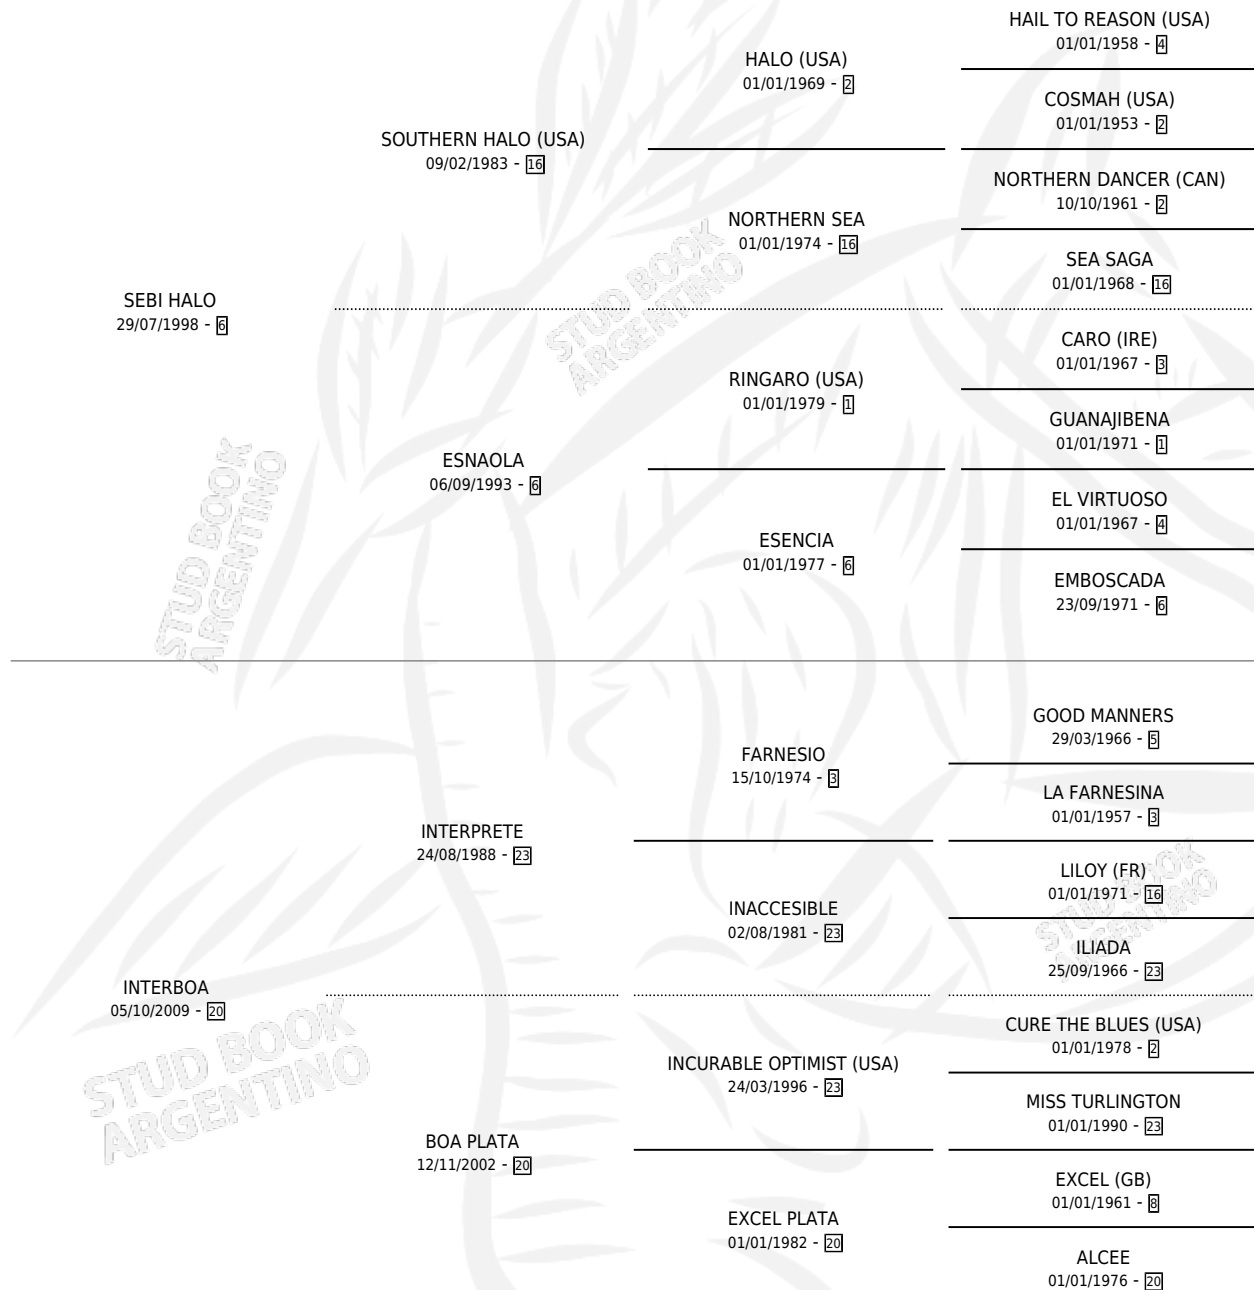 HAIL TO REASON (USA)
01/01/1958 - 4
HALO (USA)
01/01/1969 - 2
COSMAH (USA)
01/01/1953 - 2
SOUTHERN HALO (USA)
09/02/1983 - 16
NORTHERN DANCER (CAN)
10/10/1961 - 2
NORTHERN SEA
01/01/1974 - 16
SEA SAGA
01/01/1968 - 16
SEBI HALO
29/07/1998 - 6
STUD BOOK
ARGENTINO
CARO (IRE)
01/01/1967 - 3
RINGARO (USA)
01/01/1979 - 1
GUANAJIBENA
01/01/1971 - 1
ESNAOLA
06/09/1993 - 6
EL VIRTUOSO
01/01/1967 - 4
ESENCIA
01/01/1977 - 6
EMBOSCADA
23/09/1971 - 6
STUD BOOK
ARGENTINO
GOOD MANNERS
29/03/1966 - 5
FARNESIO
15/10/1974 - 3
LA FARNESINA
01/01/1957 - 3
INTERPRETE
24/08/1988 - 23
LILOY (FR)
01/01/1971 - 16
INACCESIBLE
02/08/1981 - 23
STUD BOOK
ARGENTINO
ILIADA
25/09/1966 - 23
INTERBOA
05/10/2009 - 20
STUD BOOK
ARGENTINO
CURE THE BLUES (USA)
01/01/1978 - 2
INCURABLE OPTIMIST (USA)
24/03/1996 - 23
MISS TURLINGTON
01/01/1990 - 23
BOA PLATA
12/11/2002 - 20
EXCEL (GB)
01/01/1961 - 8
EXCEL PLATA
01/01/1982 - 20
ALCEE
01/01/1976 - 20